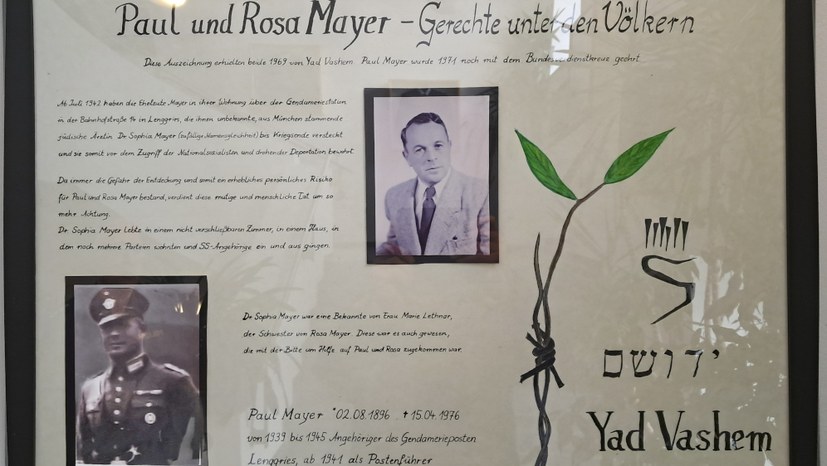 Paul und Rosa Mayer – Gerechte unter den Völkern
Diese Auszeichnung erhielten beide 1969 von Yad Vashem Paul Mayer wurde 1971 noch mit dem Bundesverdienstkreuz geehrt
Ab Juli 1942 haben die Eheleute Mayer in ihrer Wohnung über der Gendameriestation
in der Bahnhofstraße 14 in Lenggries, die ihnen unbekannte, aus München stammende
jüdische Ärztin Dr Sophia Mayer (zufällige Namensgleichheit) bis Kriegsende versteckt
und sie somit vor dem Zugriff der Nationalsozialisten und drohender Deportation bewahrt
Da immer die Gefahr der Entdeckung und somit ein erhebliches persönliches Risiko
für Paul und Rosa Mayer bestand, verdient diese mutige und menschliche Tat um so
mehr Achtung.
Dr Sophia Mayer lebte in einem nicht verschließbaren Zimmer, in einem Haus, in
dem noch mehrere Parteien wohnten und SS-Angehörige ein und aus gingen.
Dr Sophia Mayer war eine Bekannte von Frau Marie Lothner,
der Schwester von Rosa Mayer. Diese war es auch gewesen,
die mit der Bitte um Hilfe auf Paul und Rosa zugekommen war.
ידושם
Yad Vashem
Paul Mayer *02.08.1896 †15.04.1976
von 1939 bis 1945 Angehöriger des Gendamerieposten
Lenggries, ab 1941 als Postenführer